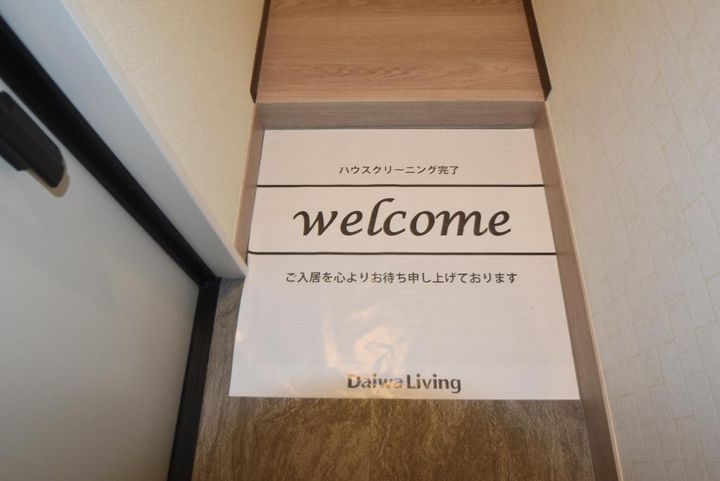 ハウスクリーニング完了
welcome
ご入居を心よりお待ち申し上げております
Daiwa Living